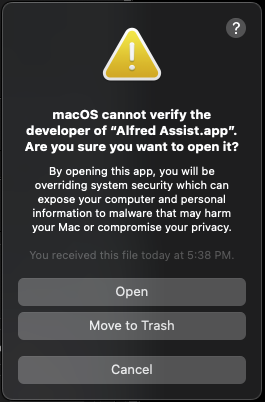 ?
macOS cannot verify the
developer of “Alfred Assist.app”.
Are you sure you want to open it?
By opening this app, you will be
overriding system security which can
expose your computer and personal
information to malware that may harm
your Mac or compromise your privacy.
You received this file today at 5:38 PM.
Open
Move to Trash
Cancel